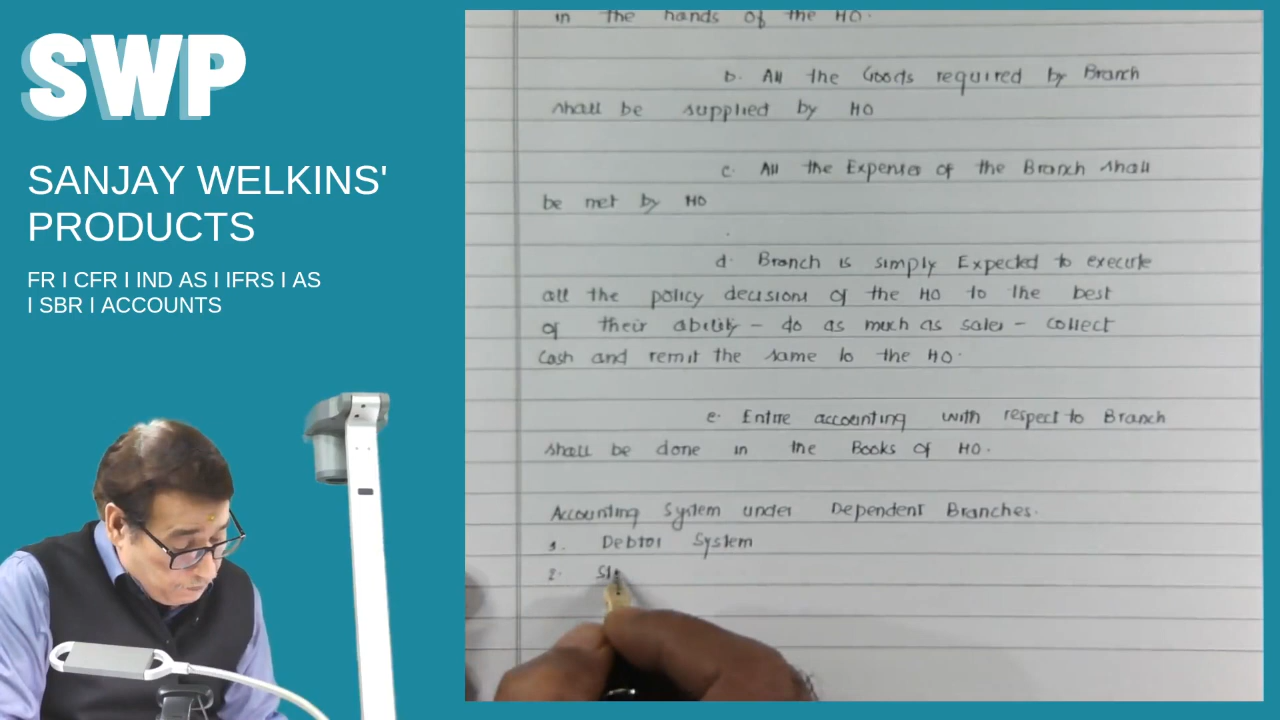 SWP
SANJAY WELKINS'
PRODUCTS
FR I CFR I IND AS I IFRS I AS
I SBR I ACCOUNTS
in the hands of the HO.
b. All the Goods required by Branch
shall be supplied by HO
c. All the Expenses of the Branch shall
be met by HO
d. Branch is simply Expected to execute
all the policy decisions of the HO to the best
of their ability - do as much as sales - collect
Cash and remit the same to the HO.
e. Entire accounting with respect to Branch
shall be done in the Books of HO.
Accounting System under Dependent Branches.
1. Debtor System
2. St